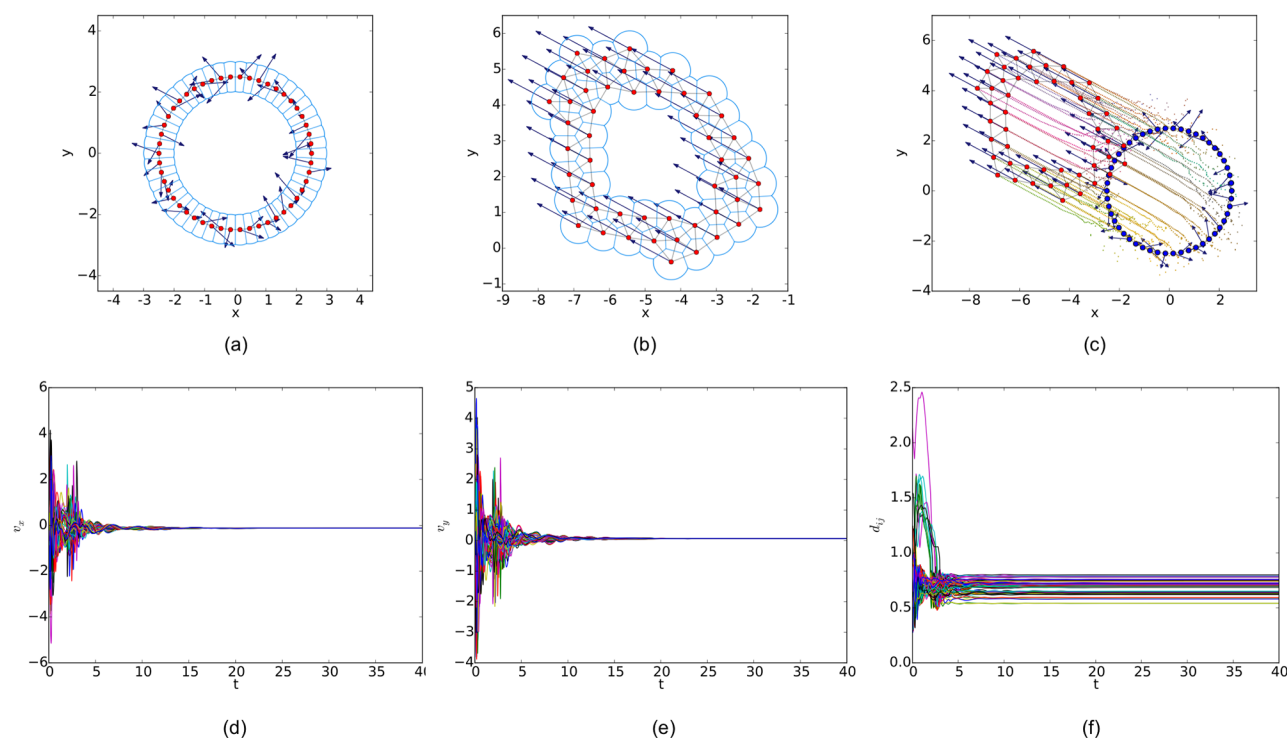 4
2
0
−2
−4
y
−4 −3 −2 −1 0 1 2 3 4
x
(a)
6
5
4
3
2
1
0
−1
y
-9 -8 -7 -6 -5 -4 -3 -2 -1
x
(b)
6
4
2
0
−2
−4
y
−8 −6 −4 −2 0 2
x
(c)
6
4
2
0
−2
−4
−6
v_x
0 5 10 15 20 25 30 35 40
t
(d)
5
4
3
2
1
0
−1
−2
−3
−4
v_y
0 5 10 15 20 25 30 35 40
t
(e)
2.5
2.0
1.5
1.0
0.5
0.0
d_ij
0 5 10 15 20 25 30 35 40
t
(f)